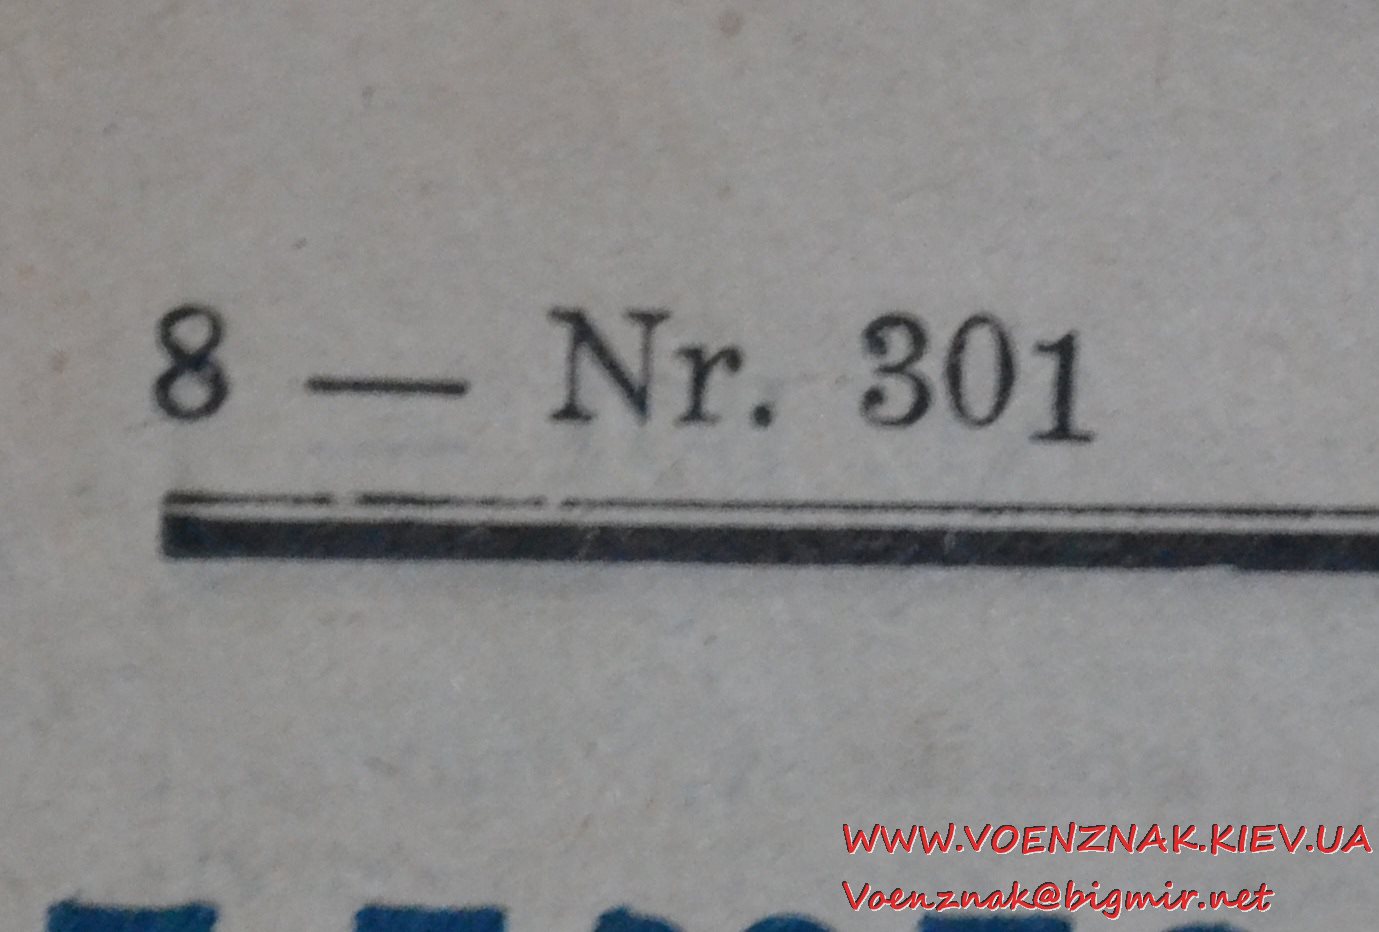 8 — Nr. 301
WWW.VOENZNAK.KIEV.UA
Voenznak@bigmir.net